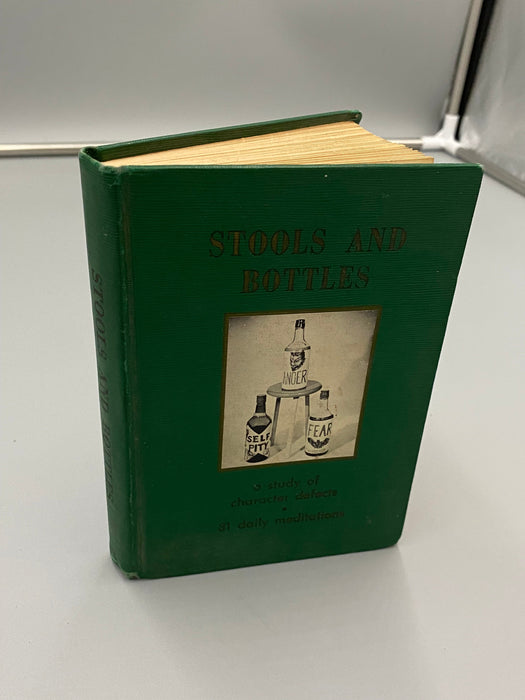 STOOLS AND
BOTTLES
ANGER
SELF
PITY
FEAR
a study of
character defects
•
31 daily meditations
STOOLS AND BOTTLES